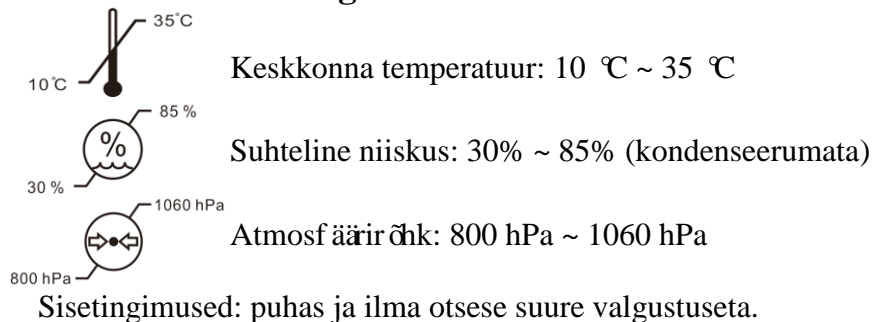 35°C
10°C
Keskkonna temperatuur: 10 ℃ ~ 35 ℃
85 %
%
30 %
Suhteline niiskus: 30% ~ 85% (kondenseerumata)
1060 hPa
800 hPa
Atmosfäärirõhk: 800 hPa ~ 1060 hPa
Sisetingimused: puhas ja ilma otsese suure valgustuseta.